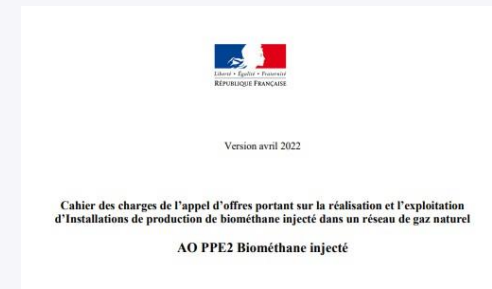 Liberté • Égalité • Fraternité
RÉPUBLIQUE FRANÇAISE
Version avril 2022
Cahier des charges de l'appel d'offres portant sur la réalisation et l'exploitation
d'Installations de production de biométhane injecté dans un réseau de gaz naturel
AO PPE2 Biométhane injecté